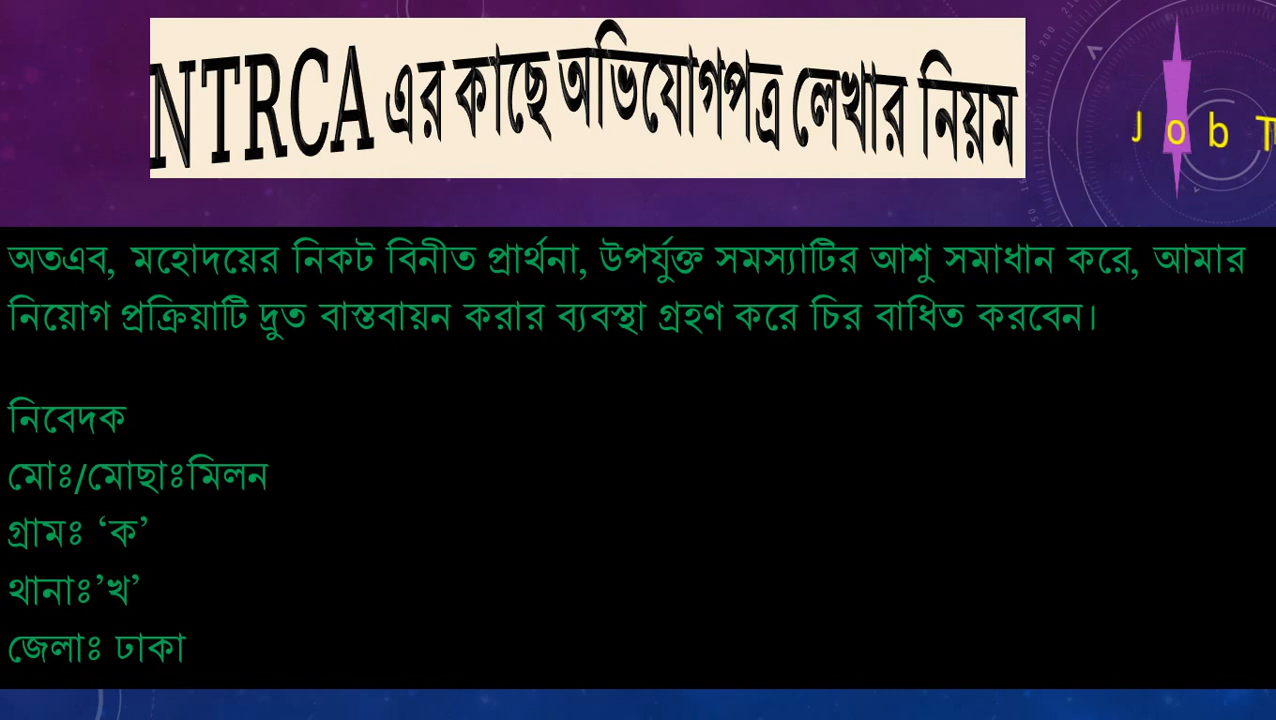 NTRCA এর কাছে অভিযোগপত্র লেখার নিয়ম
J o b T
অতএব, মহোদয়ের নিকট বিনীত প্রার্থনা, উপর্যুক্ত সমস্যাটির আশু সমাধান করে, আমার
নিয়োগ প্রক্রিয়াটি দ্রুত বাস্তবায়ন করার ব্যবস্থা গ্রহণ করে চির বাধিত করবেন।
নিবেদক
মোঃ/মোছাঃমিলন
গ্রামঃ ‘ক’
থানাঃ’খ’
জেলাঃ ঢাকা